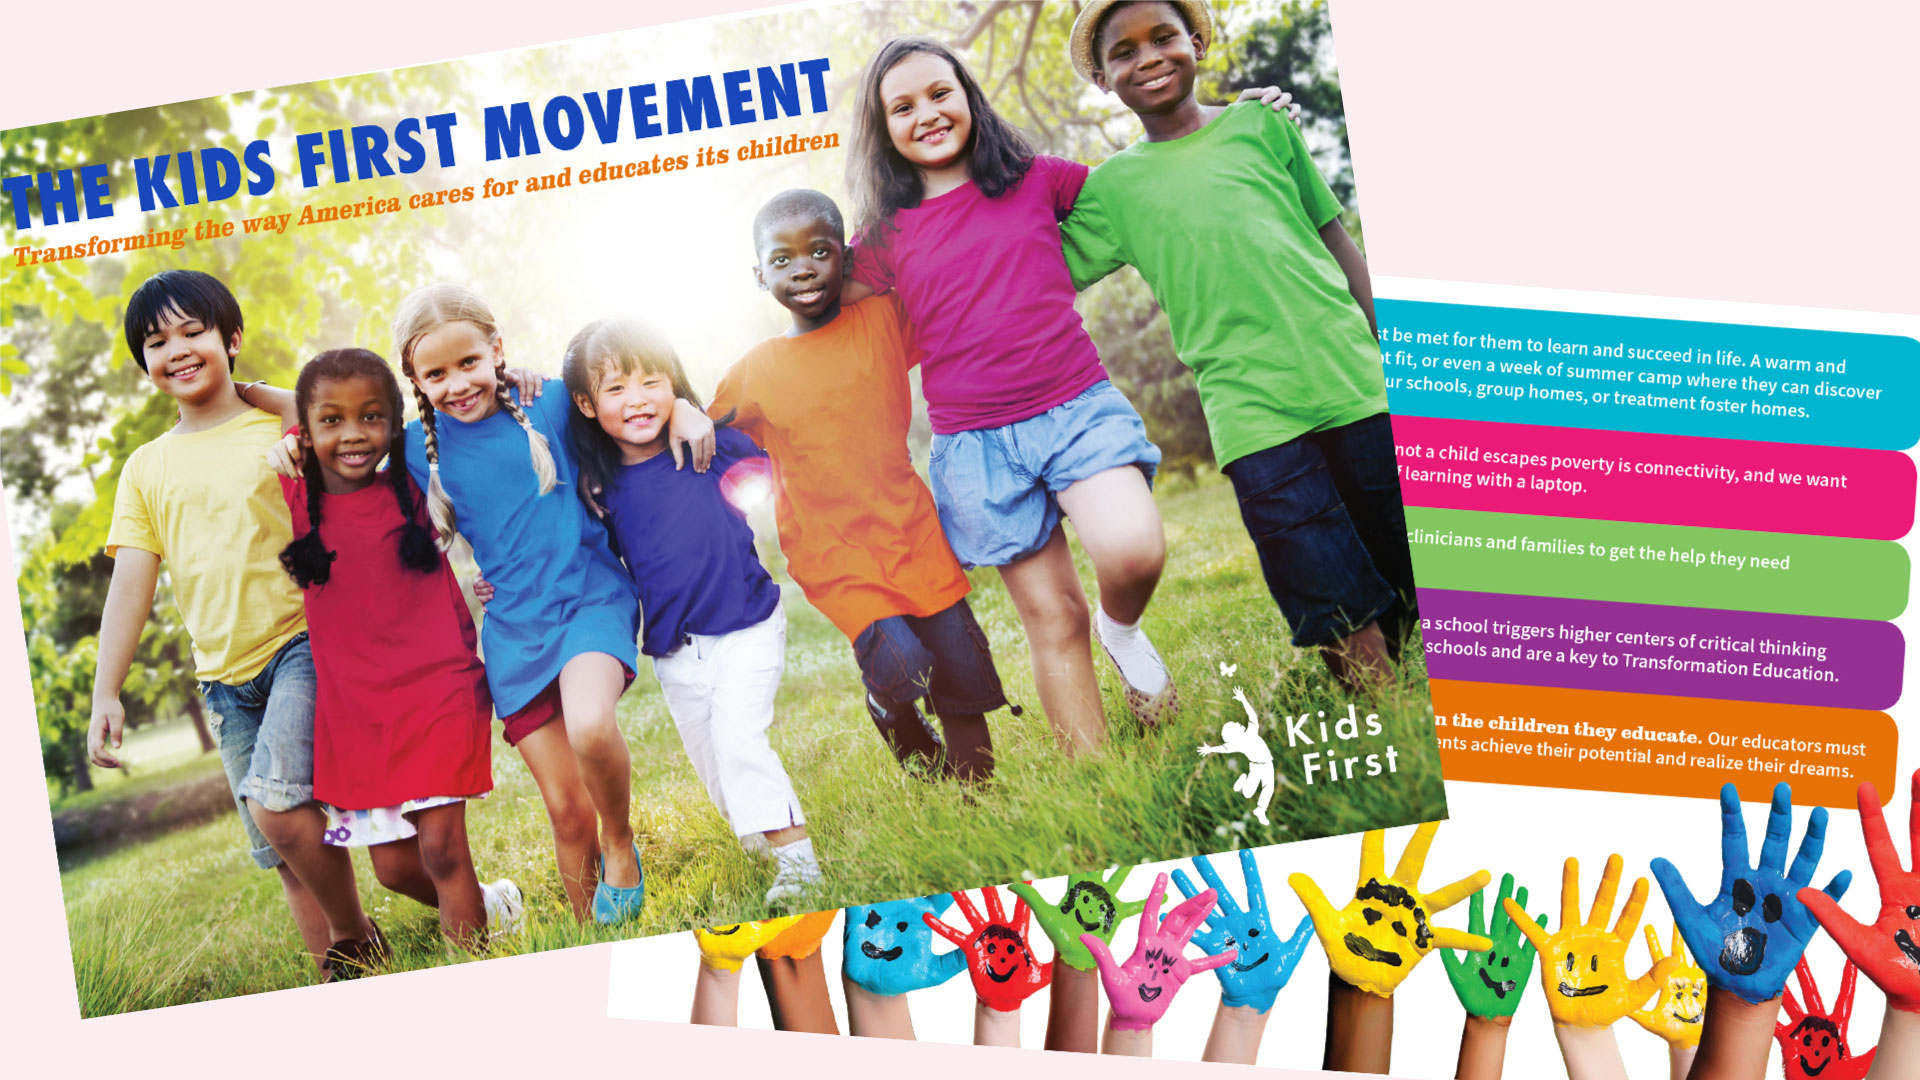 THE KIDS FIRST MOVEMENT
Transforming the way America cares for and educates its children
Kids
First
be met for them to learn and succeed in life. A warm and
fit, or even a week of summer camp where they can discover
schools, group homes, or treatment foster homes.
not a child escapes poverty is connectivity, and we want
learning with a laptop.
clinicians and families to get the help they need
a school triggers higher centers of critical thinking
schools and are a key to Transformation Education.
the children they educate. Our educators must
achieve their potential and realize their dreams.